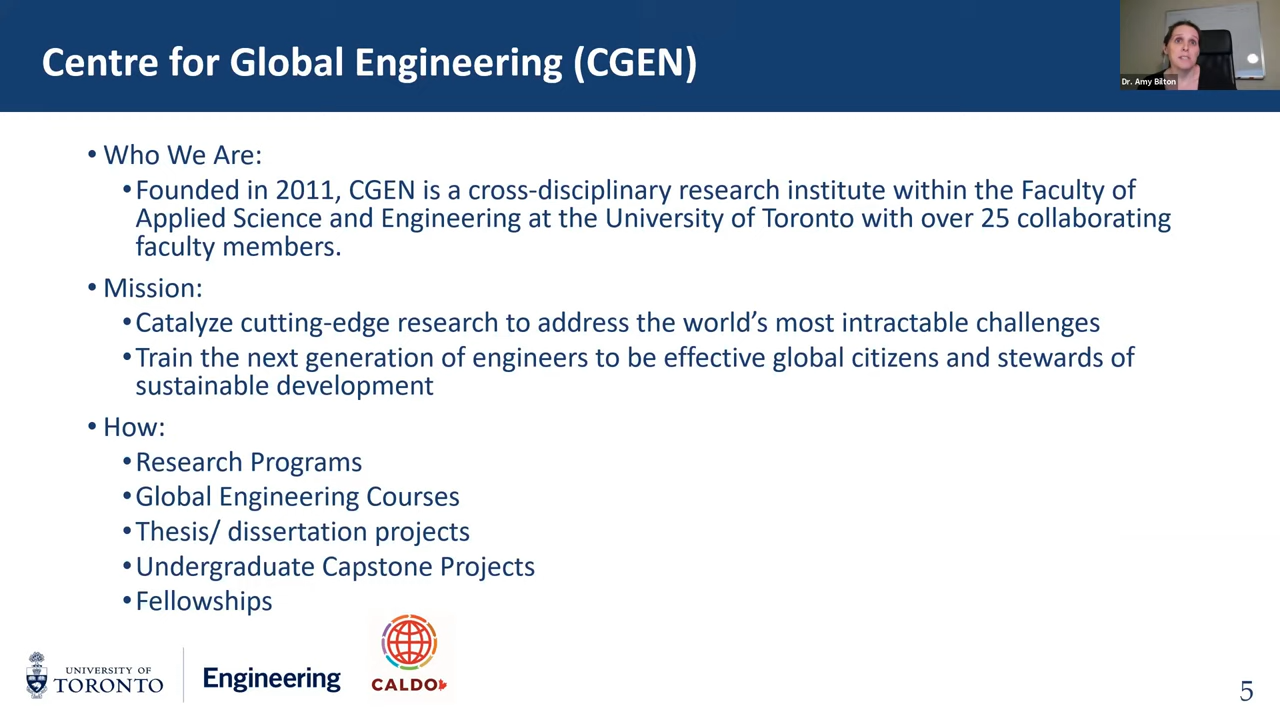 Centre for Global Engineering (CGEN)
Dr. Amy Bilton
• Who We Are:
• Founded in 2011, CGEN is a cross-disciplinary research institute within the Faculty of
Applied Science and Engineering at the University of Toronto with over 25 collaborating
faculty members.
• Mission:
• Catalyze cutting-edge research to address the world’s most intractable challenges
• Train the next generation of engineers to be effective global citizens and stewards of
sustainable development
• How:
• Research Programs
• Global Engineering Courses
• Thesis/ dissertation projects
• Undergraduate Capstone Projects
• Fellowships
UNIVERSITY OF
TORONTO
Engineering
CALDO
5